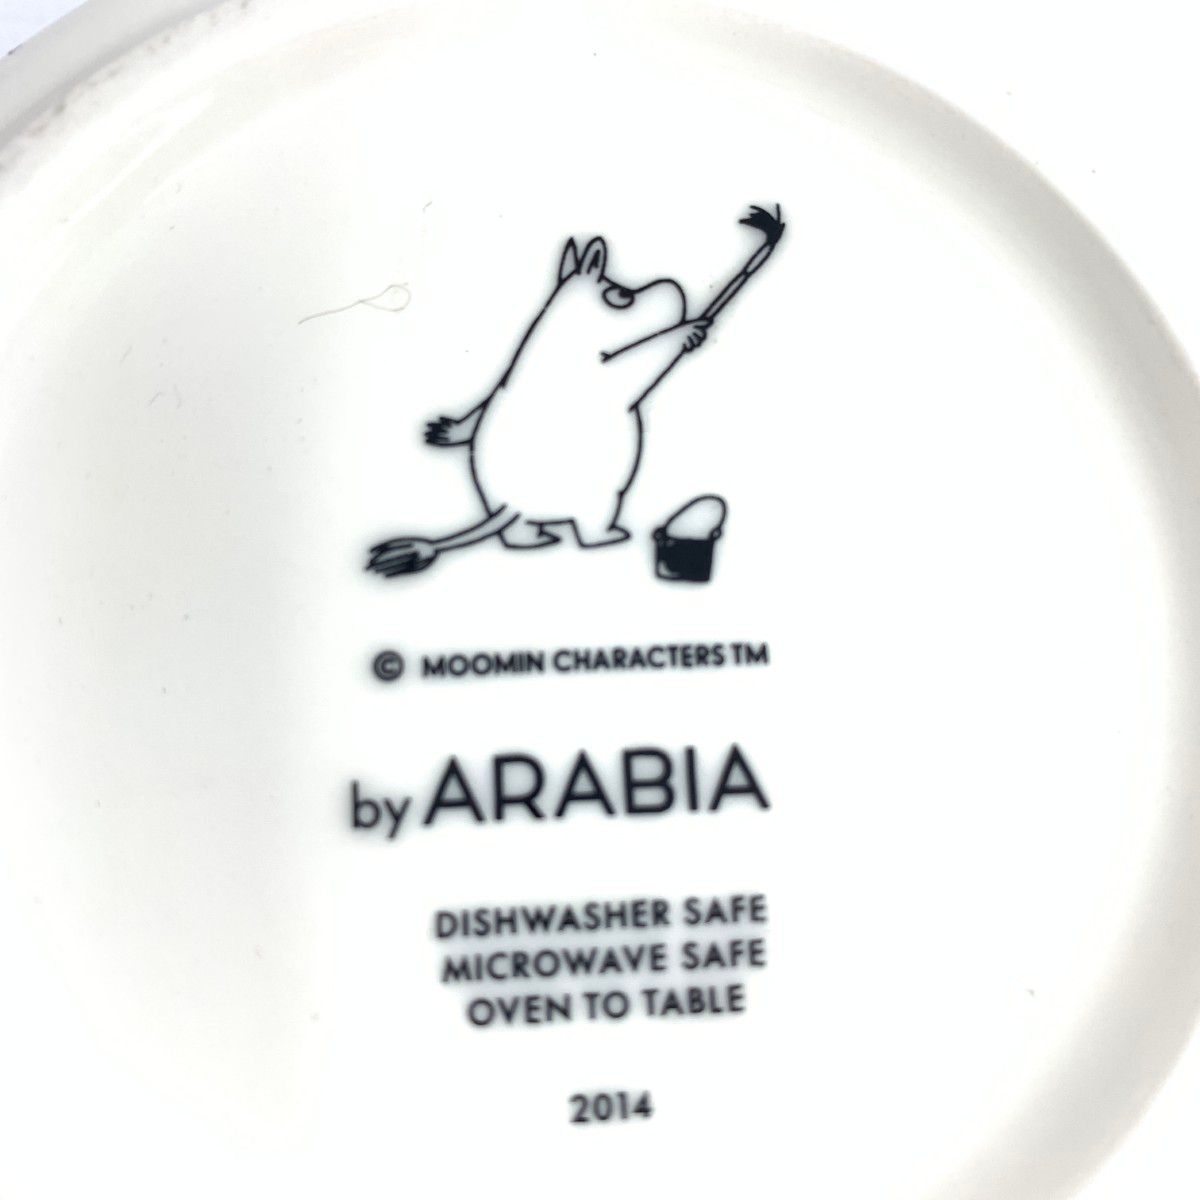 © MOOMIN CHARACTERS TM
by ARABIA
DISHWASHER SAFE
MICROWAVE SAFE
OVEN TO TABLE
2014